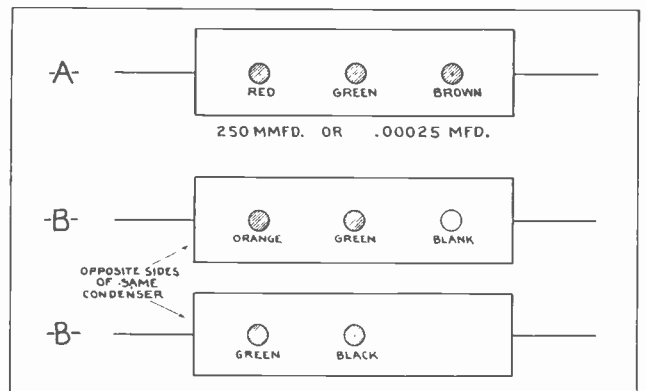 -A-
RED GREEN BROWN
250 MMFD. OR .00025 MFD.
-B-
ORANGE GREEN BLANK
OPPOSITE SIDES
OF SAME
CONDENSER
-B-
GREEN BLACK